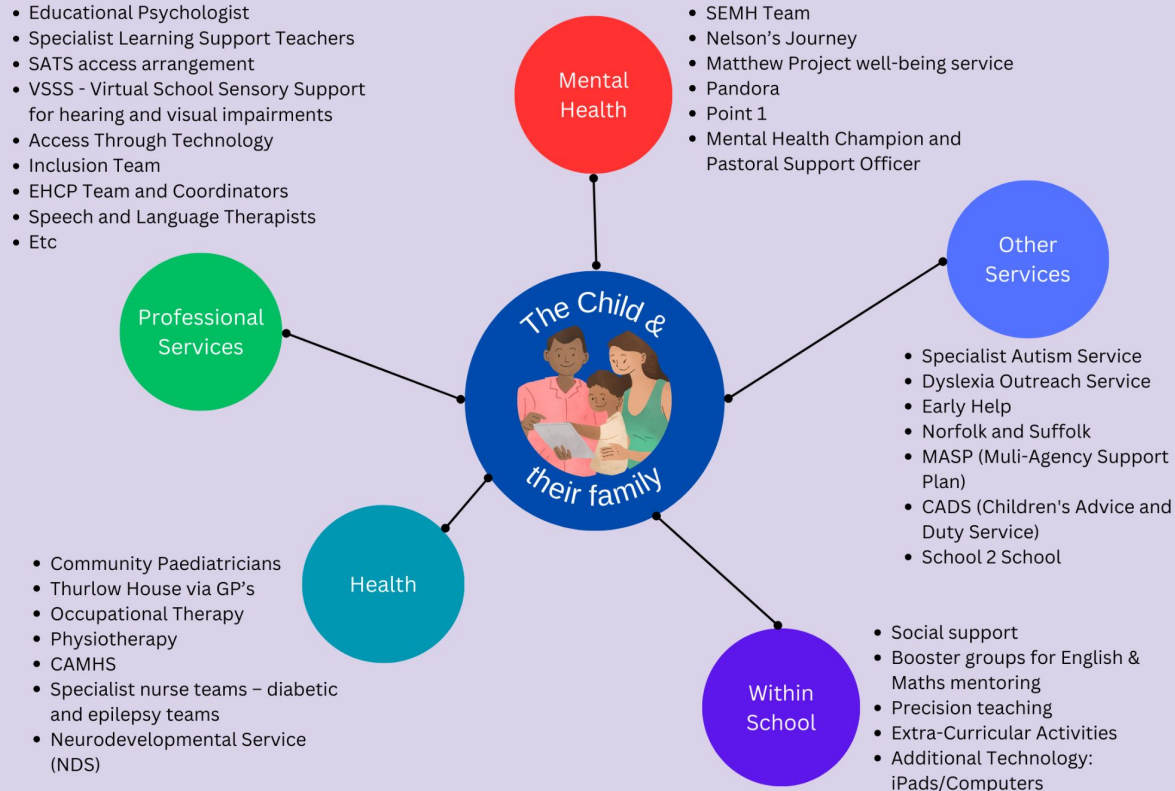 • Educational Psychologist
• Specialist Learning Support Teachers
• SATS access arrangement
• VSSS - Virtual School Sensory Support
for hearing and visual impairments
• Access Through Technology
• Inclusion Team
• EHCP Team and Coordinators
• Speech and Language Therapists
• Etc
Professional
Services
Mental
Health
• SEMH Team
• Nelson’s Journey
• Matthew Project well-being service
• Pandora
• Point 1
• Mental Health Champion and
Pastoral Support Officer
Other
Services
• Specialist Autism Service
• Dyslexia Outreach Service
• Early Help
• Norfolk and Suffolk
• MASP (Muli-Agency Support
Plan)
• CADS (Children's Advice and
Duty Service)
• School 2 School
The Child &
their family
Health
• Community Paediatricians
• Thurlow House via GP’s
• Occupational Therapy
• Physiotherapy
• CAMHS
• Specialist nurse teams – diabetic
and epilepsy teams
• Neurodevelopmental Service
(NDS)
Within
School
• Social support
• Booster groups for English &
Maths mentoring
• Precision teaching
• Extra-Curricular Activities
• Additional Technology:
iPads/Computers